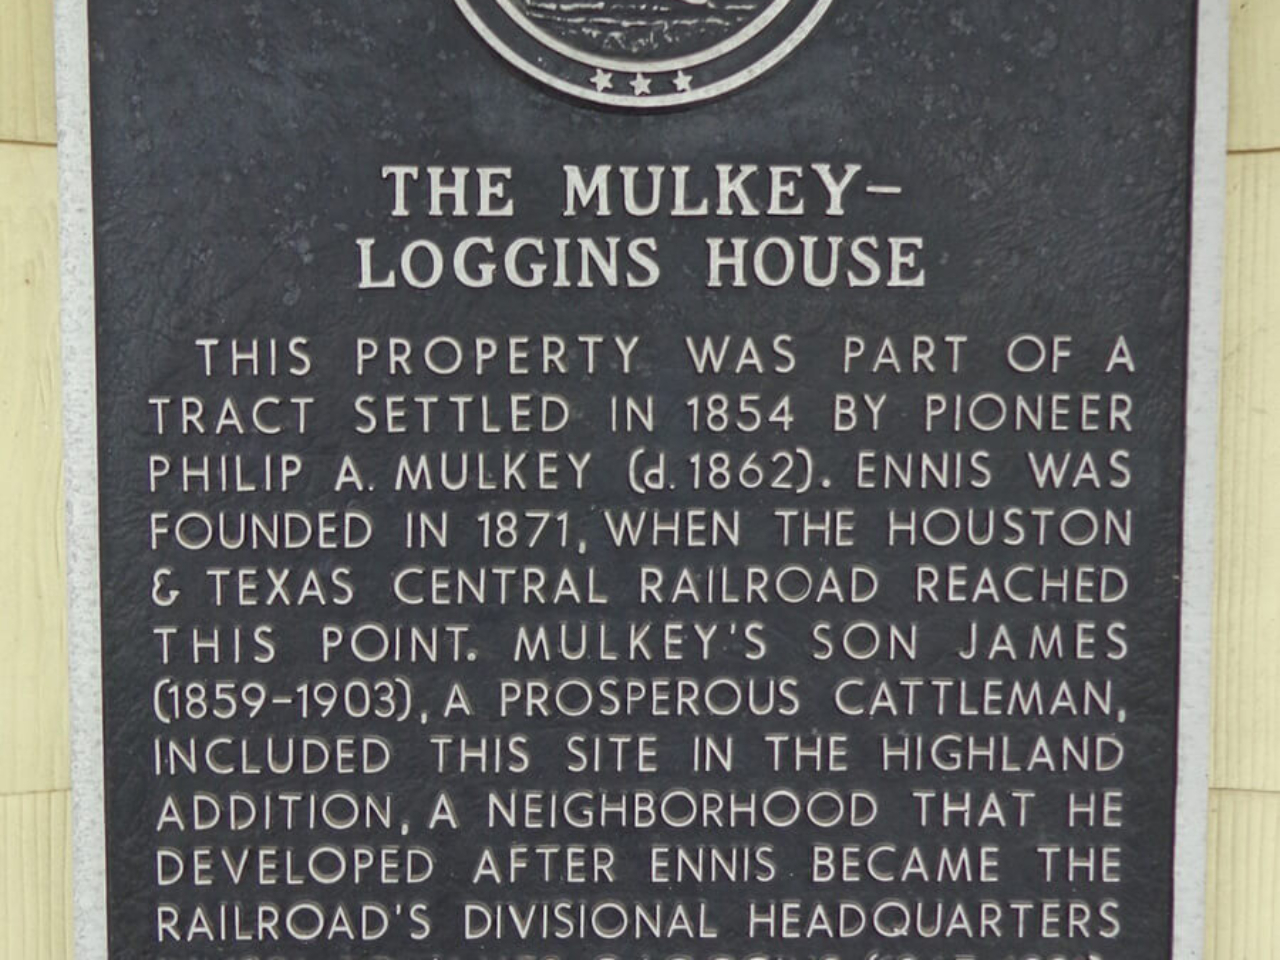 THE MULKEY–
LOGGINS HOUSE
THIS PROPERTY WAS PART OF A
TRACT SETTLED IN 1854 BY PIONEER
PHILIP A. MULKEY (d. 1862). ENNIS WAS
FOUNDED IN 1871, WHEN THE HOUSTON
& TEXAS CENTRAL RAILROAD REACHED
THIS POINT. MULKEY'S SON JAMES
(1859-1903), A PROSPEROUS CATTLEMAN,
INCLUDED THIS SITE IN THE HIGHLAND
ADDITION, A NEIGHBORHOOD THAT HE
DEVELOPED AFTER ENNIS BECAME THE
RAILROAD'S DIVISIONAL HEADQUARTERS